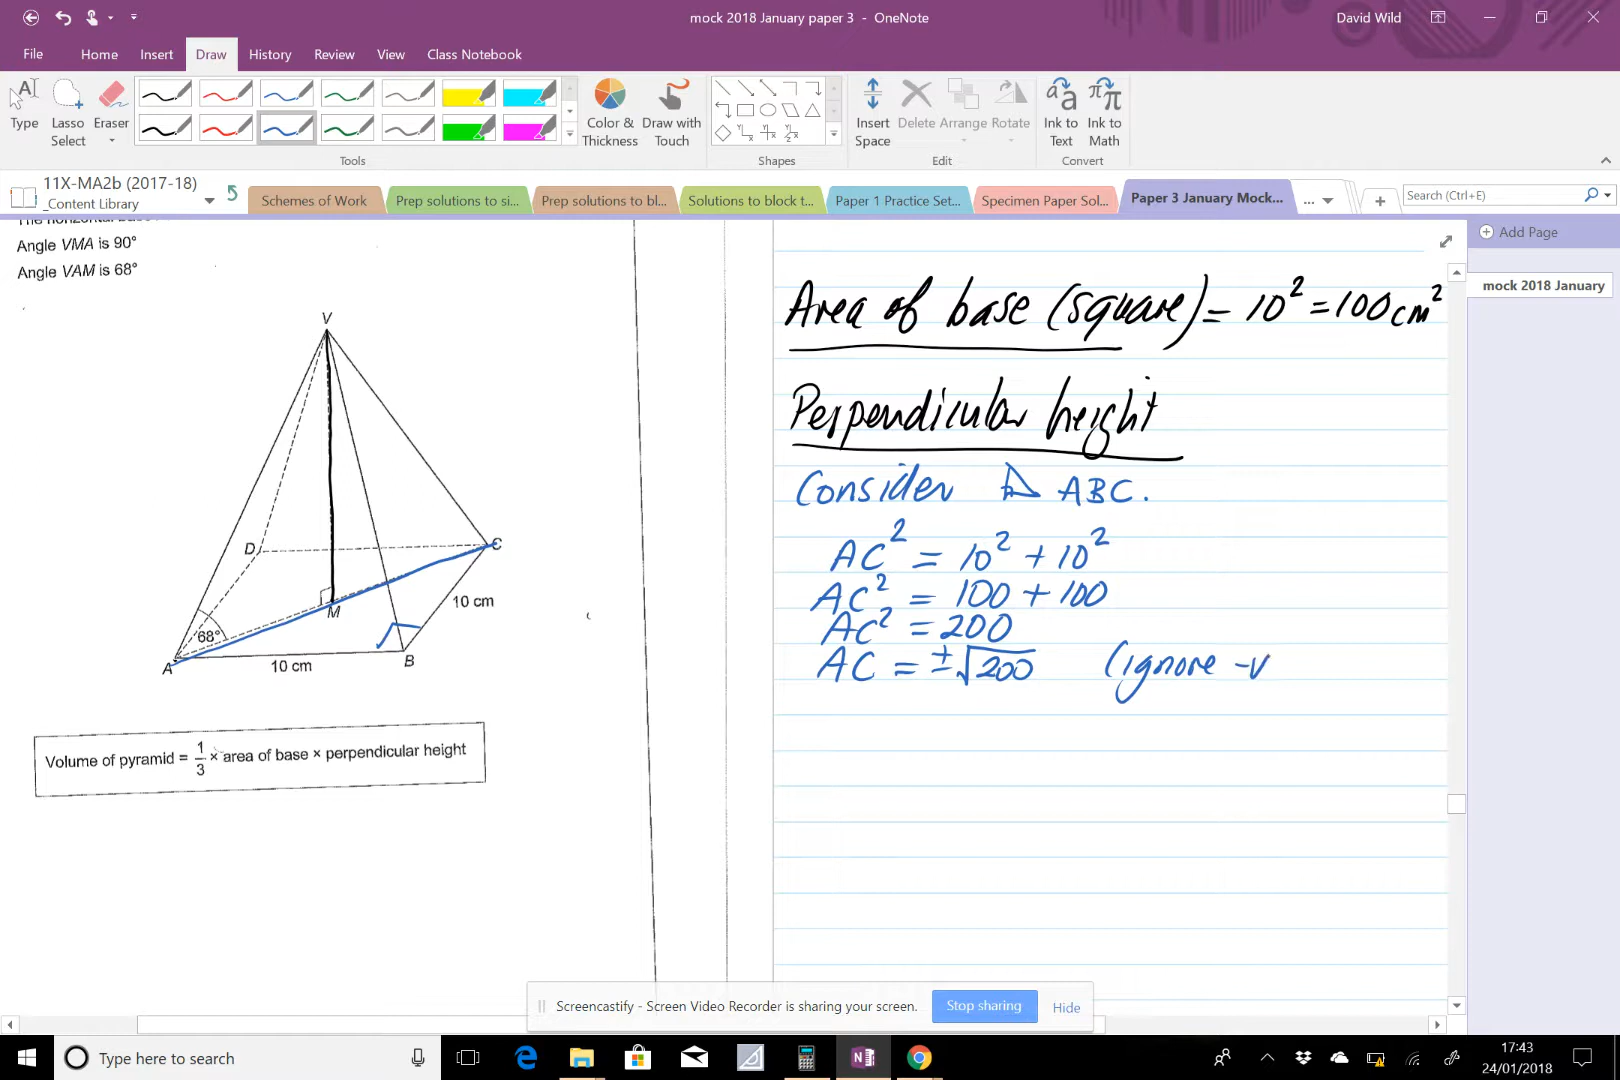 mock 2018 January paper 3 - OneNote
David Wild
File Home Insert Draw History Review View Class Notebook
Type
Lasso Select
Eraser
Color & Thickness
Draw with Touch
Insert Space
Delete
Arrange
Rotate
Ink to Text
Ink to Math
Tools
Shapes
Edit
Convert
11X-MA2b (2017-18)
_Content Library
Schemes of Work
Prep solutions to si...
Prep solutions to bl...
Solutions to block t...
Paper 1 Practice Set...
Specimen Paper Sol...
Paper 3 January Mock...
...
Search (Ctrl+E)
Add Page
mock 2018 January
Angle VMA is 90°
Angle VAM is 68°
V
D
C
M
10 cm
68°
A
B
10 cm
Volume of pyramid = 1/3 × area of base × perpendicular height
Area of base (square) = 10² = 100cm²
Perpendicular height
Consider ABC.
AC² = 10² + 10²
AC² = 100 + 100
AC² = 200
AC = ±√200 (ignore -v
Screencastify - Screen Video Recorder is sharing your screen.
Stop sharing
Hide
Type here to search
17:43
24/01/2018